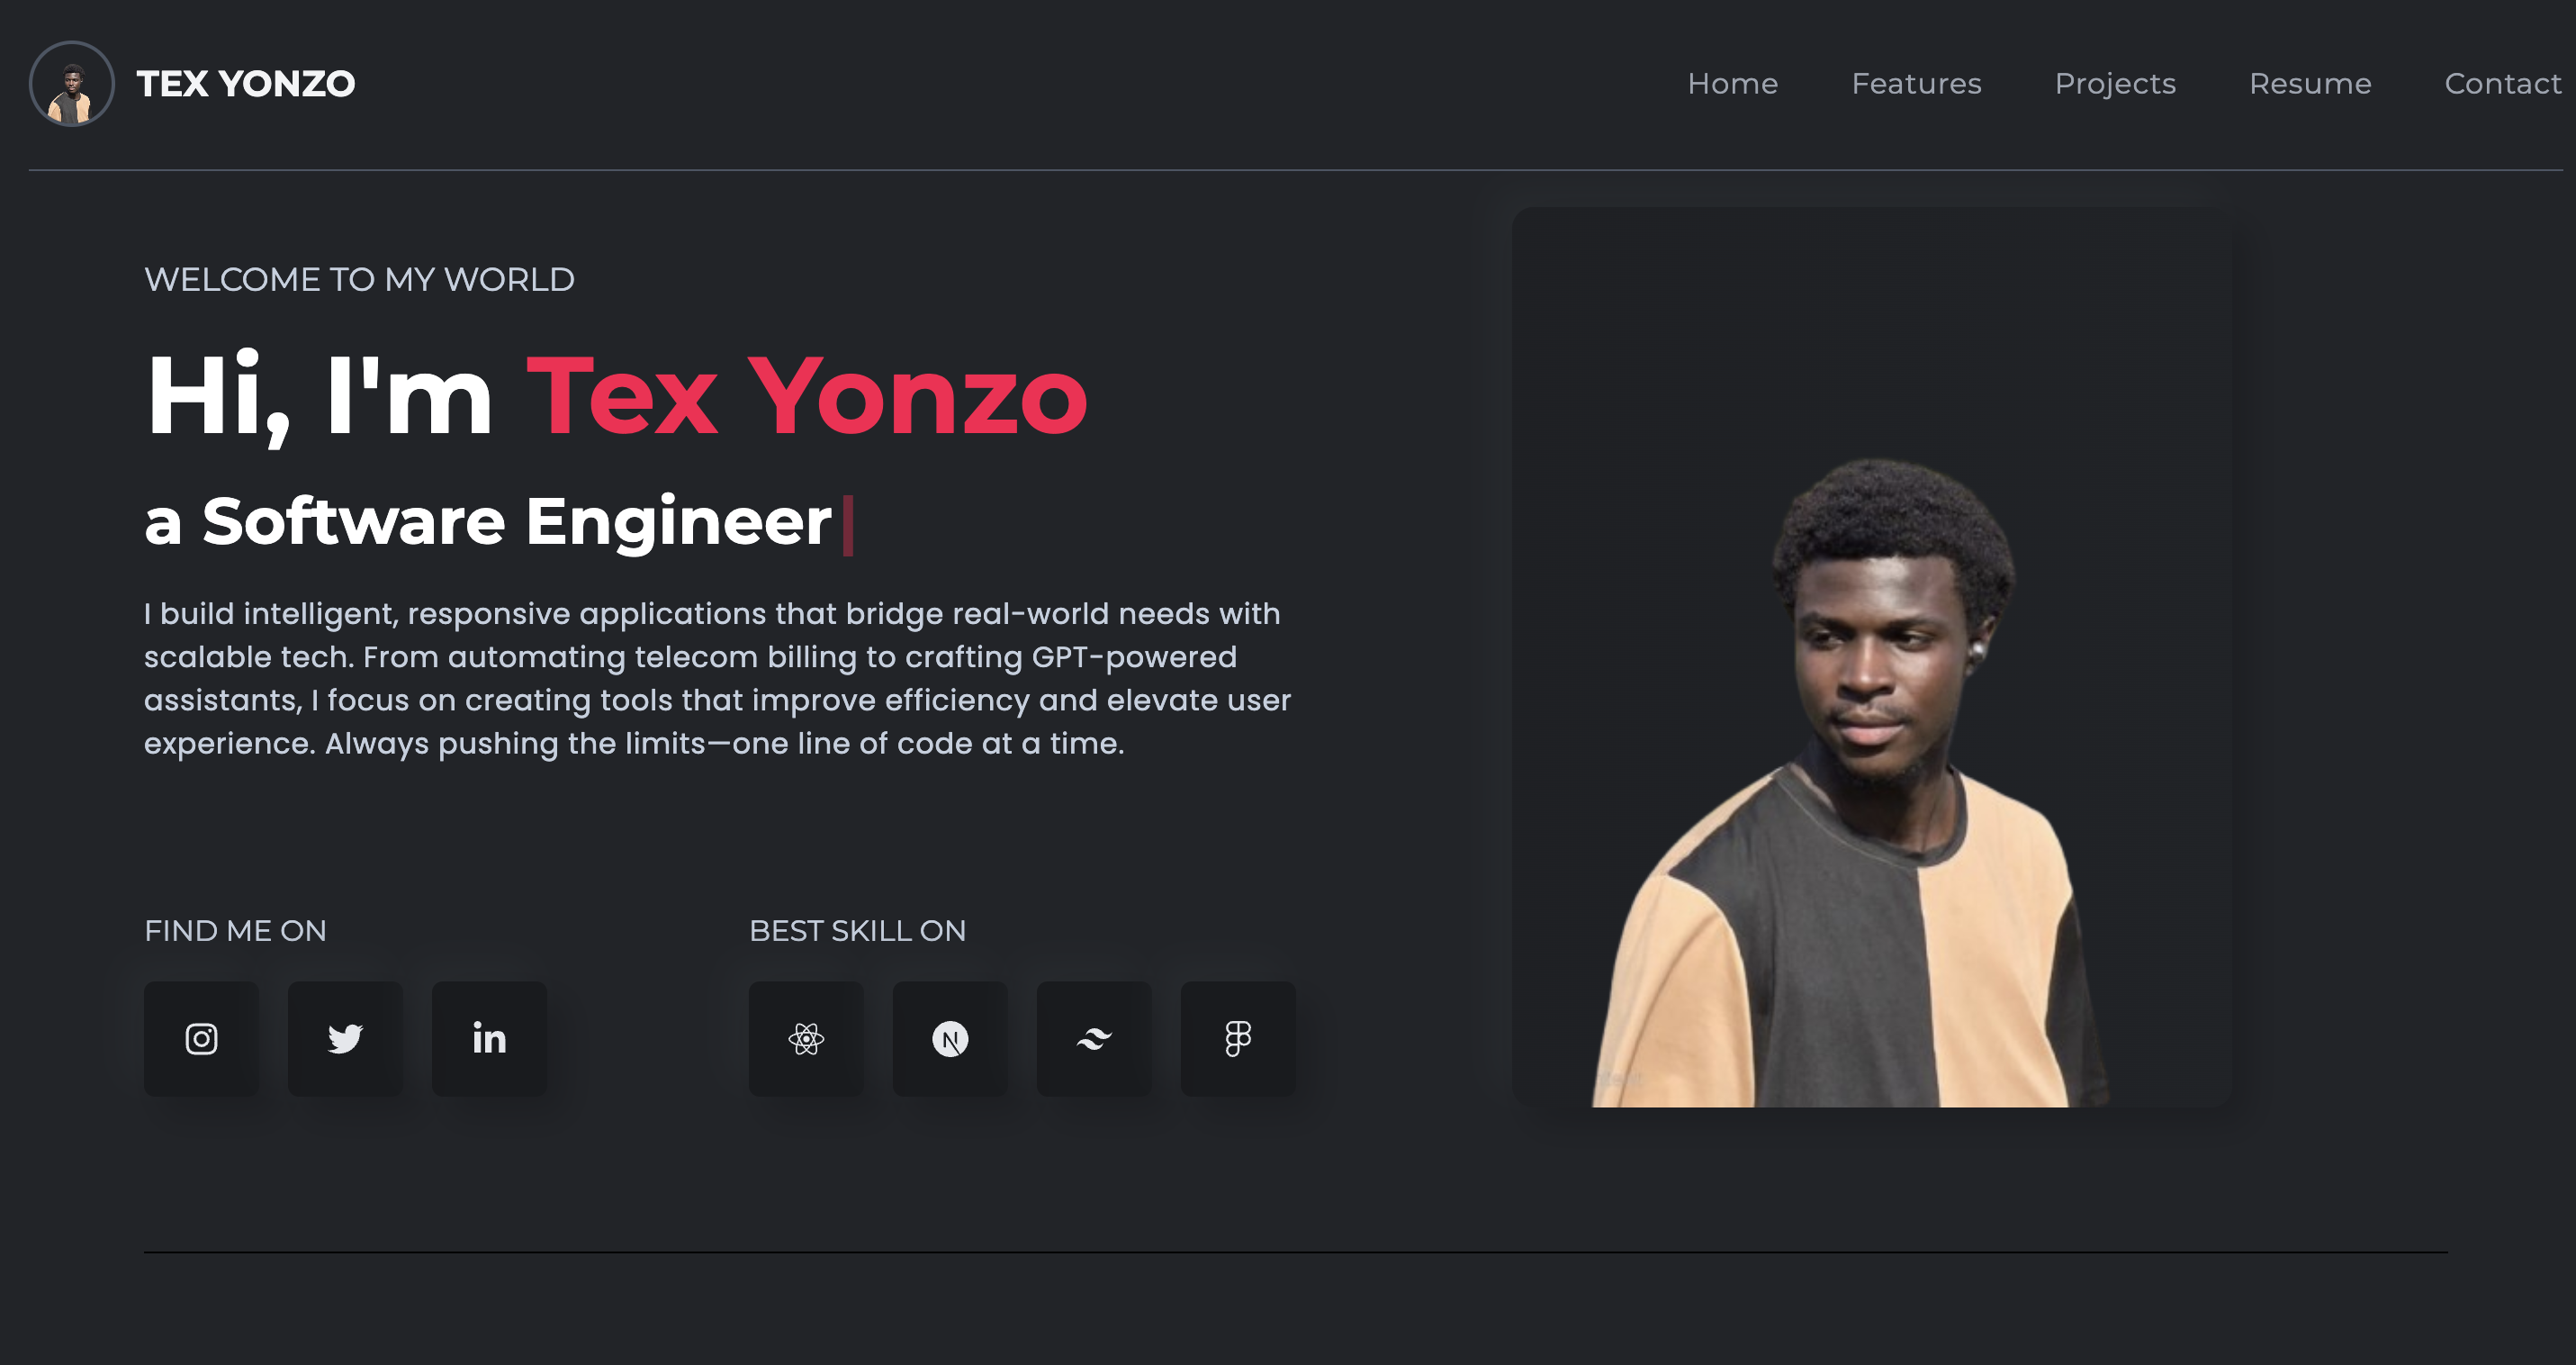 TEX YONZO
Home
Features
Projects
Resume
Contact
WELCOME TO MY WORLD
Hi, I'm Tex Yonzo
a Software Engineer
I build intelligent, responsive applications that bridge real-world needs with
scalable tech. From automating telecom billing to crafting GPT-powered
assistants, I focus on creating tools that improve efficiency and elevate user
experience. Always pushing the limits—one line of code at a time.
FIND ME ON
BEST SKILL ON
in
N